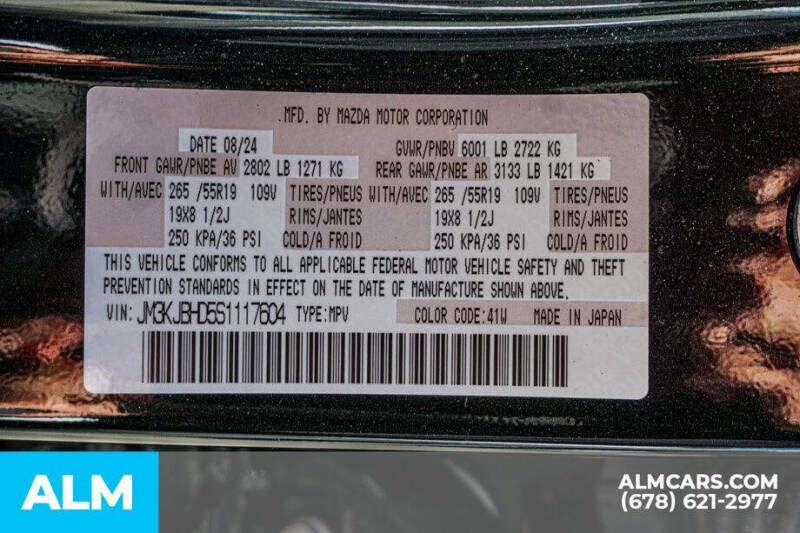 MFD. BY MAZDA MOTOR CORPORATION
DATE 08/24 GVWR/PNBV 6001 LB 2722 KG
FRONT GAWR/PNBE AV 2802 LB 1271 KG REAR GAWR/PNBE AR 3133 LB 1421 KG
WITH/AVEC 265 /55R19 109V TIRES/PNEUS WITH/AVEC 265 /55R19 109V TIRES/PNEUS
19X8 1/2J RIMS/JANTES 19X8 1/2J RIMS/JANTES
250 KPA/36 PSI COLD/A FROID 250 KPA/36 PSI COLD/A FROID
THIS VEHICLE CONFORMS TO ALL APPLICABLE FEDERAL MOTOR VEHICLE SAFETY AND THEFT
PREVENTION STANDARDS IN EFFECT ON THE DATE OF MANUFACTURE SHOWN ABOVE.
VIN: JM3KJBHD5S1117604 TYPE:MPV COLOR CODE:41W MADE IN JAPAN
ALM
ALMCARS.COM
(678) 621-2977